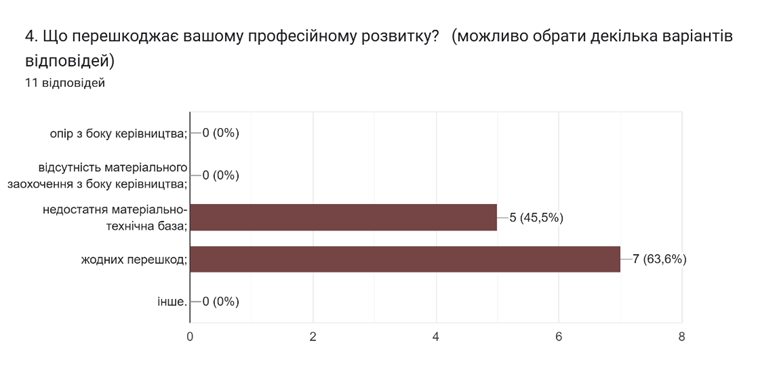 4. Що перешкоджає вашому професійному розвитку? (можливо обрати декілька варіантів
відповідей)
11 відповідей
опір з боку керівництва;
0 (0%)
відсутність матеріального
заохочення з боку керівництва;
0 (0%)
недостатня матеріально-
технічна база;
5 (45,5%)
жодних перешкод;
7 (63,6%)
інше.
0 (0%)
0
2
4
6
8